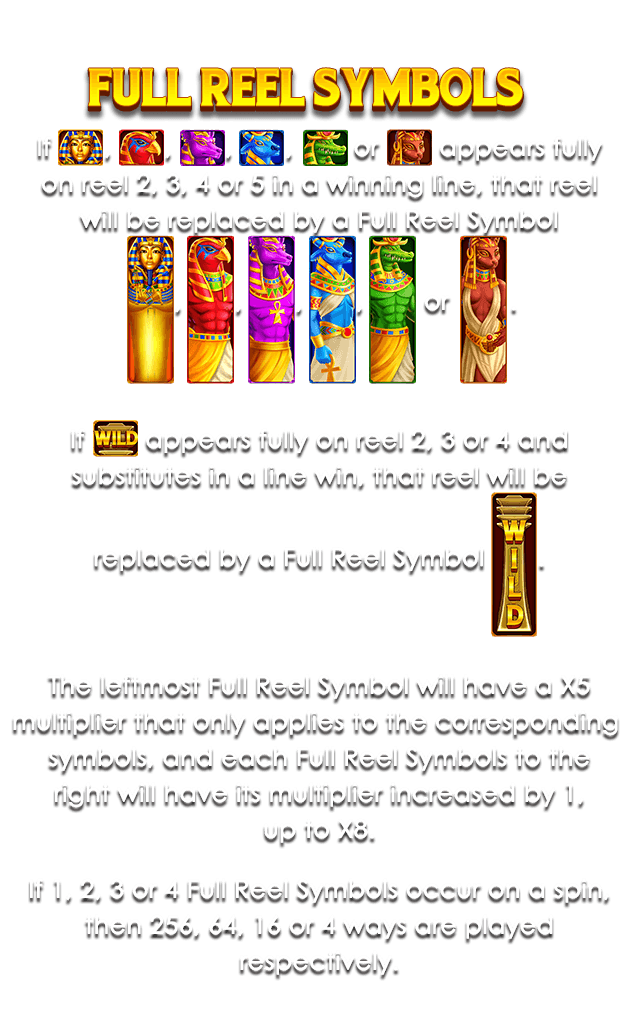 FULL REEL SYMBOLS
If , , , , or appears fully
on reel 2, 3, 4 or 5 in a winning line, that reel
will be replaced by a Full Reel Symbol
, , , , or .
If WILD appears fully on reel 2, 3 or 4 and
substitutes in a line win, that reel will be
replaced by a Full Reel Symbol WILD .
The leftmost Full Reel Symbol will have a X5
multiplier that only applies to the corresponding
symbols, and each Full Reel Symbols to the
right will have its multiplier increased by 1,
up to X8.
If 1, 2, 3 or 4 Full Reel Symbols occur on a spin,
then 256, 64, 16 or 4 ways are played
respectively.